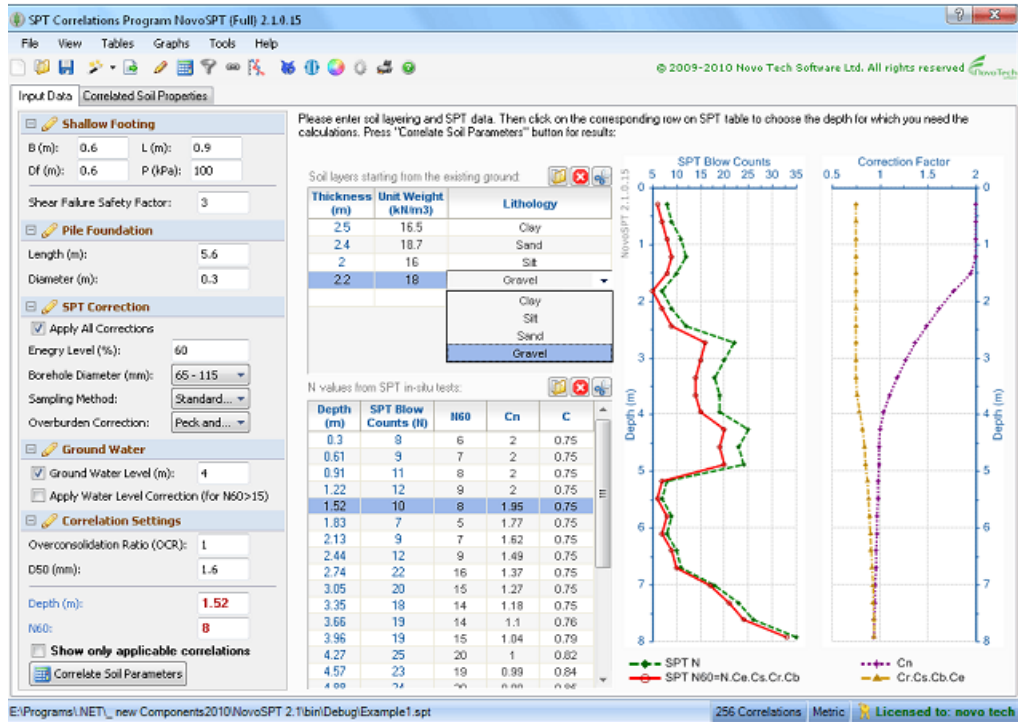 SPT Correlations Program NovoSPT (Full) 2.1.0.15
File View Tables Graphs Tools Help
© 2009-2010 Novo Tech Software Ltd. All rights reserved
NovoTech
Input Data Correlated Soil Properties
Shallow Footing
B (m): 0.6 L (m): 0.9
Df (m): 0.6 P (kPa): 100
Shear Failure Safety Factor: 3
Pile Foundation
Length (m): 5.6
Diameter (m): 0.3
SPT Correction
Apply All Corrections
Enegry Level (%): 60
Borehole Diameter (mm): 65 - 115
Sampling Method: Standard...
Overburden Correction: Peck and...
Ground Water
Ground Water Level (m): 4
Apply Water Level Correction (for N60>15)
Correlation Settings
Overconsolidation Ratio (OCR): 1
D50 (mm): 1.6
Depth (m): 1.52
N60: 8
Show only applicable correlations
Correlate Soil Parameters
Please enter soil layering and SPT data. Then click on the corresponding row on SPT table to choose the depth for which you need the
calculations. Press "Correlate Soil Parameters" button for results:
Soil layers starting from the existing ground:
Thickness (m) Unit Weight (kN/m3) Lithology
2.5 16.5 Clay
2.4 18.7 Sand
2 16 Silt
2.2 18 Gravel
Clay
Silt
Sand
Gravel
N values from SPT in-situ tests:
Depth (m) SPT Blow Counts (N) N60 Cn C
0.3 8 6 2 0.75
0.61 9 7 2 0.75
0.91 11 8 2 0.75
1.22 12 9 2 0.75
1.52 10 8 1.95 0.75
1.83 7 5 1.77 0.75
2.13 9 7 1.62 0.75
2.44 12 9 1.49 0.75
2.74 22 16 1.37 0.75
3.05 20 15 1.27 0.75
3.35 18 14 1.18 0.75
3.66 19 14 1.1 0.76
3.96 19 15 1.04 0.79
4.27 25 20 1 0.82
4.57 23 19 0.99 0.84
NovoSPT 2.1.0.15
SPT Blow Counts
5 10 15 20 25 30 35
0
1
2
3
4
5
6
7
8
Depth (m)
SPT N
SPT N60=N.Ce.Cs.Cr.Cb
Correction Factor
0.5 1 2
0
1
2
3
4
5
6
7
8
Depth (m)
Cn
Cr.Cs.Cb.Ce
E:\Programs\.NET\_ new Components2010\NovoSPT 2.1\bin\Debug\Example1.spt
256 Correlations Metric Licensed to: novo tech